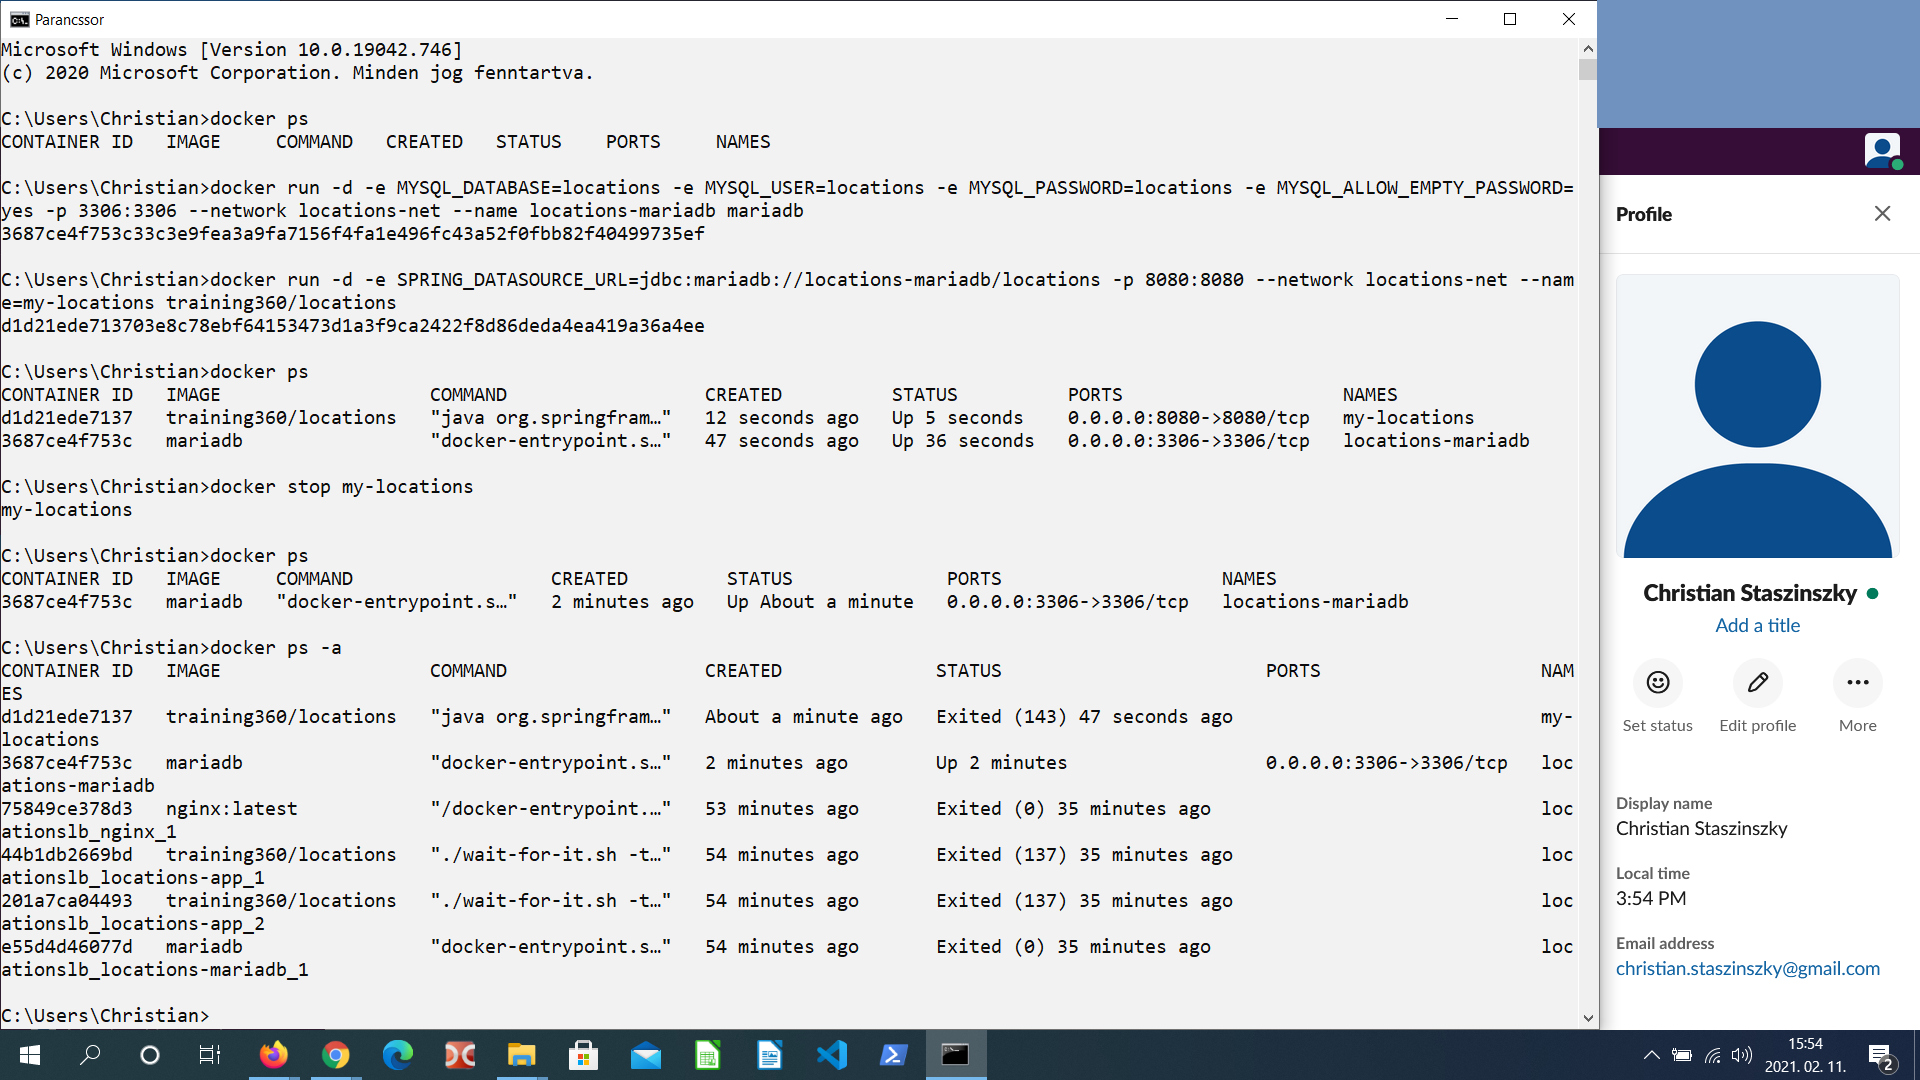 Parancssor
Microsoft Windows [Version 10.0.19042.746]
(c) 2020 Microsoft Corporation. Minden jog fenntartva.
C:\Users\Christian>docker ps
CONTAINER ID   IMAGE     COMMAND   CREATED   STATUS    PORTS     NAMES
C:\Users\Christian>docker run -d -e MYSQL_DATABASE=locations -e MYSQL_USER=locations -e MYSQL_PASSWORD=locations -e MYSQL_ALLOW_EMPTY_PASSWORD=
yes -p 3306:3306 --network locations-net --name locations-mariadb mariadb
3687ce4f753c33c3e9fea3a9fa7156f4fa1e496fc43a52f0fbb82f40499735ef
C:\Users\Christian>docker run -d -e SPRING_DATASOURCE_URL=jdbc:mariadb://locations-mariadb/locations -p 8080:8080 --network locations-net --nam
e=my-locations training360/locations
d1d21ede713703e8c78ebf64153473d1a3f9ca2422f8d86deda4ea419a36a4ee
C:\Users\Christian>docker ps
CONTAINER ID   IMAGE                   COMMAND                  CREATED          STATUS          PORTS                    NAMES
d1d21ede7137   training360/locations   "java org.springfram…"   12 seconds ago   Up 5 seconds    0.0.0.0:8080->8080/tcp   my-locations
3687ce4f753c   mariadb                 "docker-entrypoint.s…"   47 seconds ago   Up 36 seconds   0.0.0.0:3306->3306/tcp   locations-mariadb
C:\Users\Christian>docker stop my-locations
my-locations
C:\Users\Christian>docker ps
CONTAINER ID   IMAGE     COMMAND                  CREATED         STATUS              PORTS                    NAMES
3687ce4f753c   mariadb   "docker-entrypoint.s…"   2 minutes ago   Up About a minute   0.0.0.0:3306->3306/tcp   locations-mariadb
C:\Users\Christian>docker ps -a
CONTAINER ID   IMAGE                   COMMAND                  CREATED              STATUS                        PORTS                    NAM
ES
d1d21ede7137   training360/locations   "java org.springfram…"   About a minute ago   Exited (143) 47 seconds ago                            my-
locations
3687ce4f753c   mariadb                 "docker-entrypoint.s…"   2 minutes ago        Up 2 minutes                  0.0.0.0:3306->3306/tcp   loc
ations-mariadb
75849ce378d3   nginx:latest            "/docker-entrypoint.…"   53 minutes ago       Exited (0) 35 minutes ago                              loc
ationslb_nginx_1
44b1db2669bd   training360/locations   "./wait-for-it.sh -t…"   54 minutes ago       Exited (137) 35 minutes ago                            loc
ationslb_locations-app_1
201a7ca04493   training360/locations   "./wait-for-it.sh -t…"   54 minutes ago       Exited (137) 35 minutes ago                            loc
ationslb_locations-app_2
e55d4d46077d   mariadb                 "docker-entrypoint.s…"   54 minutes ago       Exited (0) 35 minutes ago                              loc
ationslb_locations-mariadb_1
C:\Users\Christian>
Profile
Christian Staszinszky
Add a title
Set status
Edit profile
More
Display name
Christian Staszinszky
Local time
3:54 PM
Email address
christian.staszinszky@gmail.com
15:54
2021. 02. 11.
2